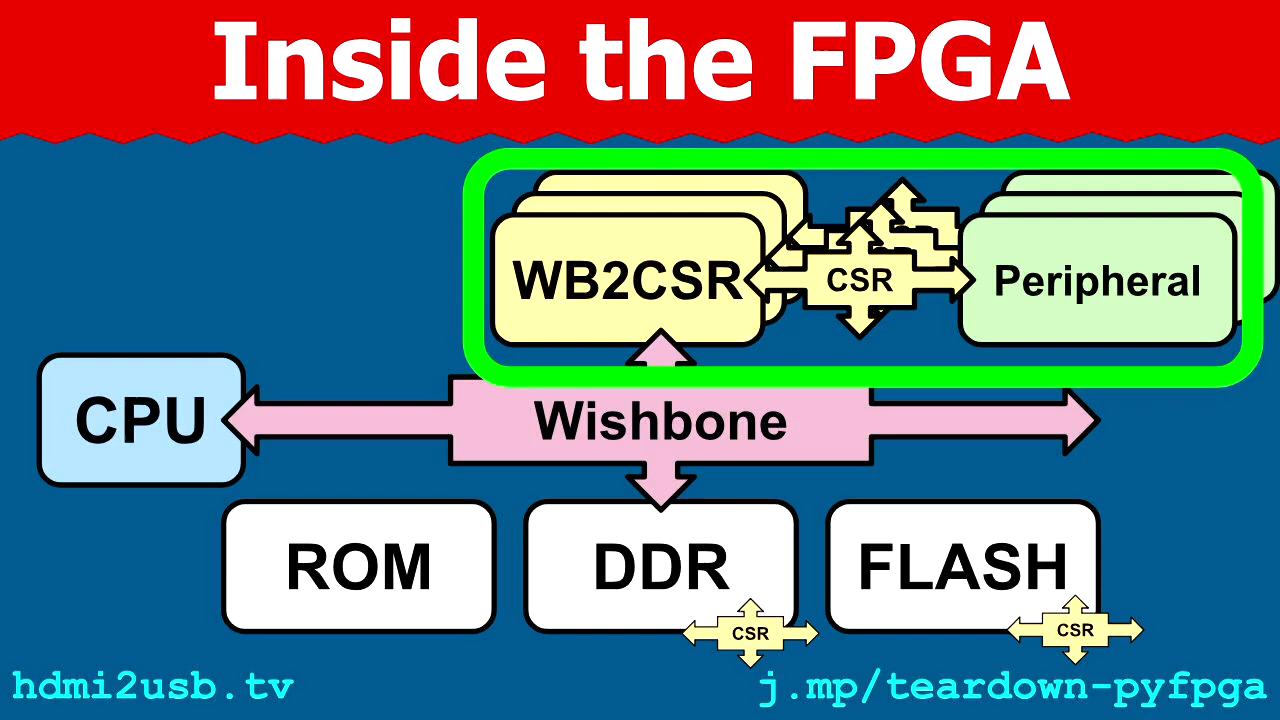 Inside the FPGA
WB2CSR
CSR
Peripheral
CPU
Wishbone
ROM
DDR
FLASH
CSR
CSR
hdmi2usb.tv
j.mp/teardown-pyfpga